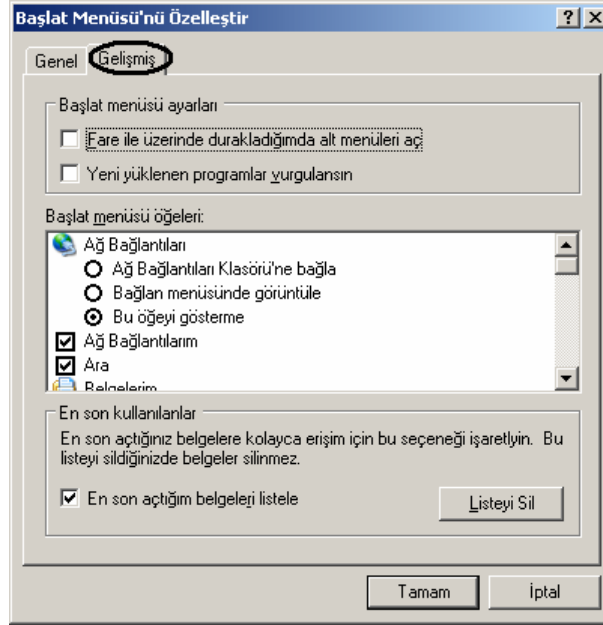 Başlat Menüsü'nü Özelleştir
Genel
Gelişmiş
Başlat menüsü ayarları
Fare ile üzerinde durakladığımda alt menüleri aç
Yeni yüklenen programlar vurgulansın
Başlat menüsü öğeleri:
Ağ Bağlantıları
Ağ Bağlantıları Klasörü'ne bağla
Bağlan menüsünde görüntüle
Bu öğeyi gösterme
Ağ Bağlantılarım
Ara
Belgelerim
En son kullanılanlar
En son açtığınız belgelere kolayca erişim için bu seçeneği işaretlyin. Bu
listeyi sildiğinizde belgeler silinmez.
En son açtığım belgeleri listele
Listeyi Sil
Tamam
İptal